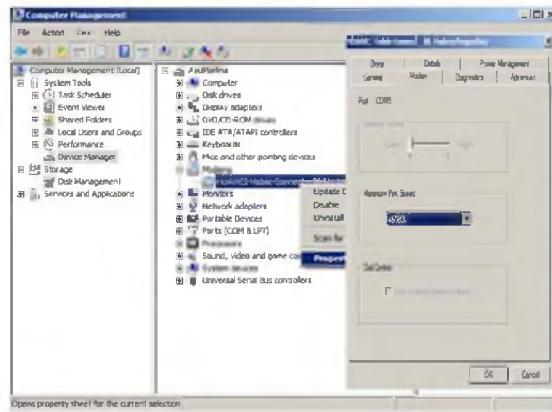 Computer Management
File Action View Help
Computer Management (Local)
System Tools
Task Scheduler
Event Viewer
Shared Folders
Local Users and Groups
Performance
Device Manager
Storage
Disk Management
Services and Applications
Computer
Disk drives
DVD/CD-ROM drives
IDE ATA/ATAPI controllers
Keyboards
Mice and other pointing devices
Modems
Monitors
Network adapters
Portable Devices
Ports (COM & LPT)
Processors
Sound, video and game
System devices
Universal Serial Bus controllers
Update
Disable
Uninstall
Scan for
Driver Details Power Management
General Modem Diagnostics Advanced
Port:
Maximum Port Speed
Dial Control
OK Cancel
Opens property sheet for the current selection.